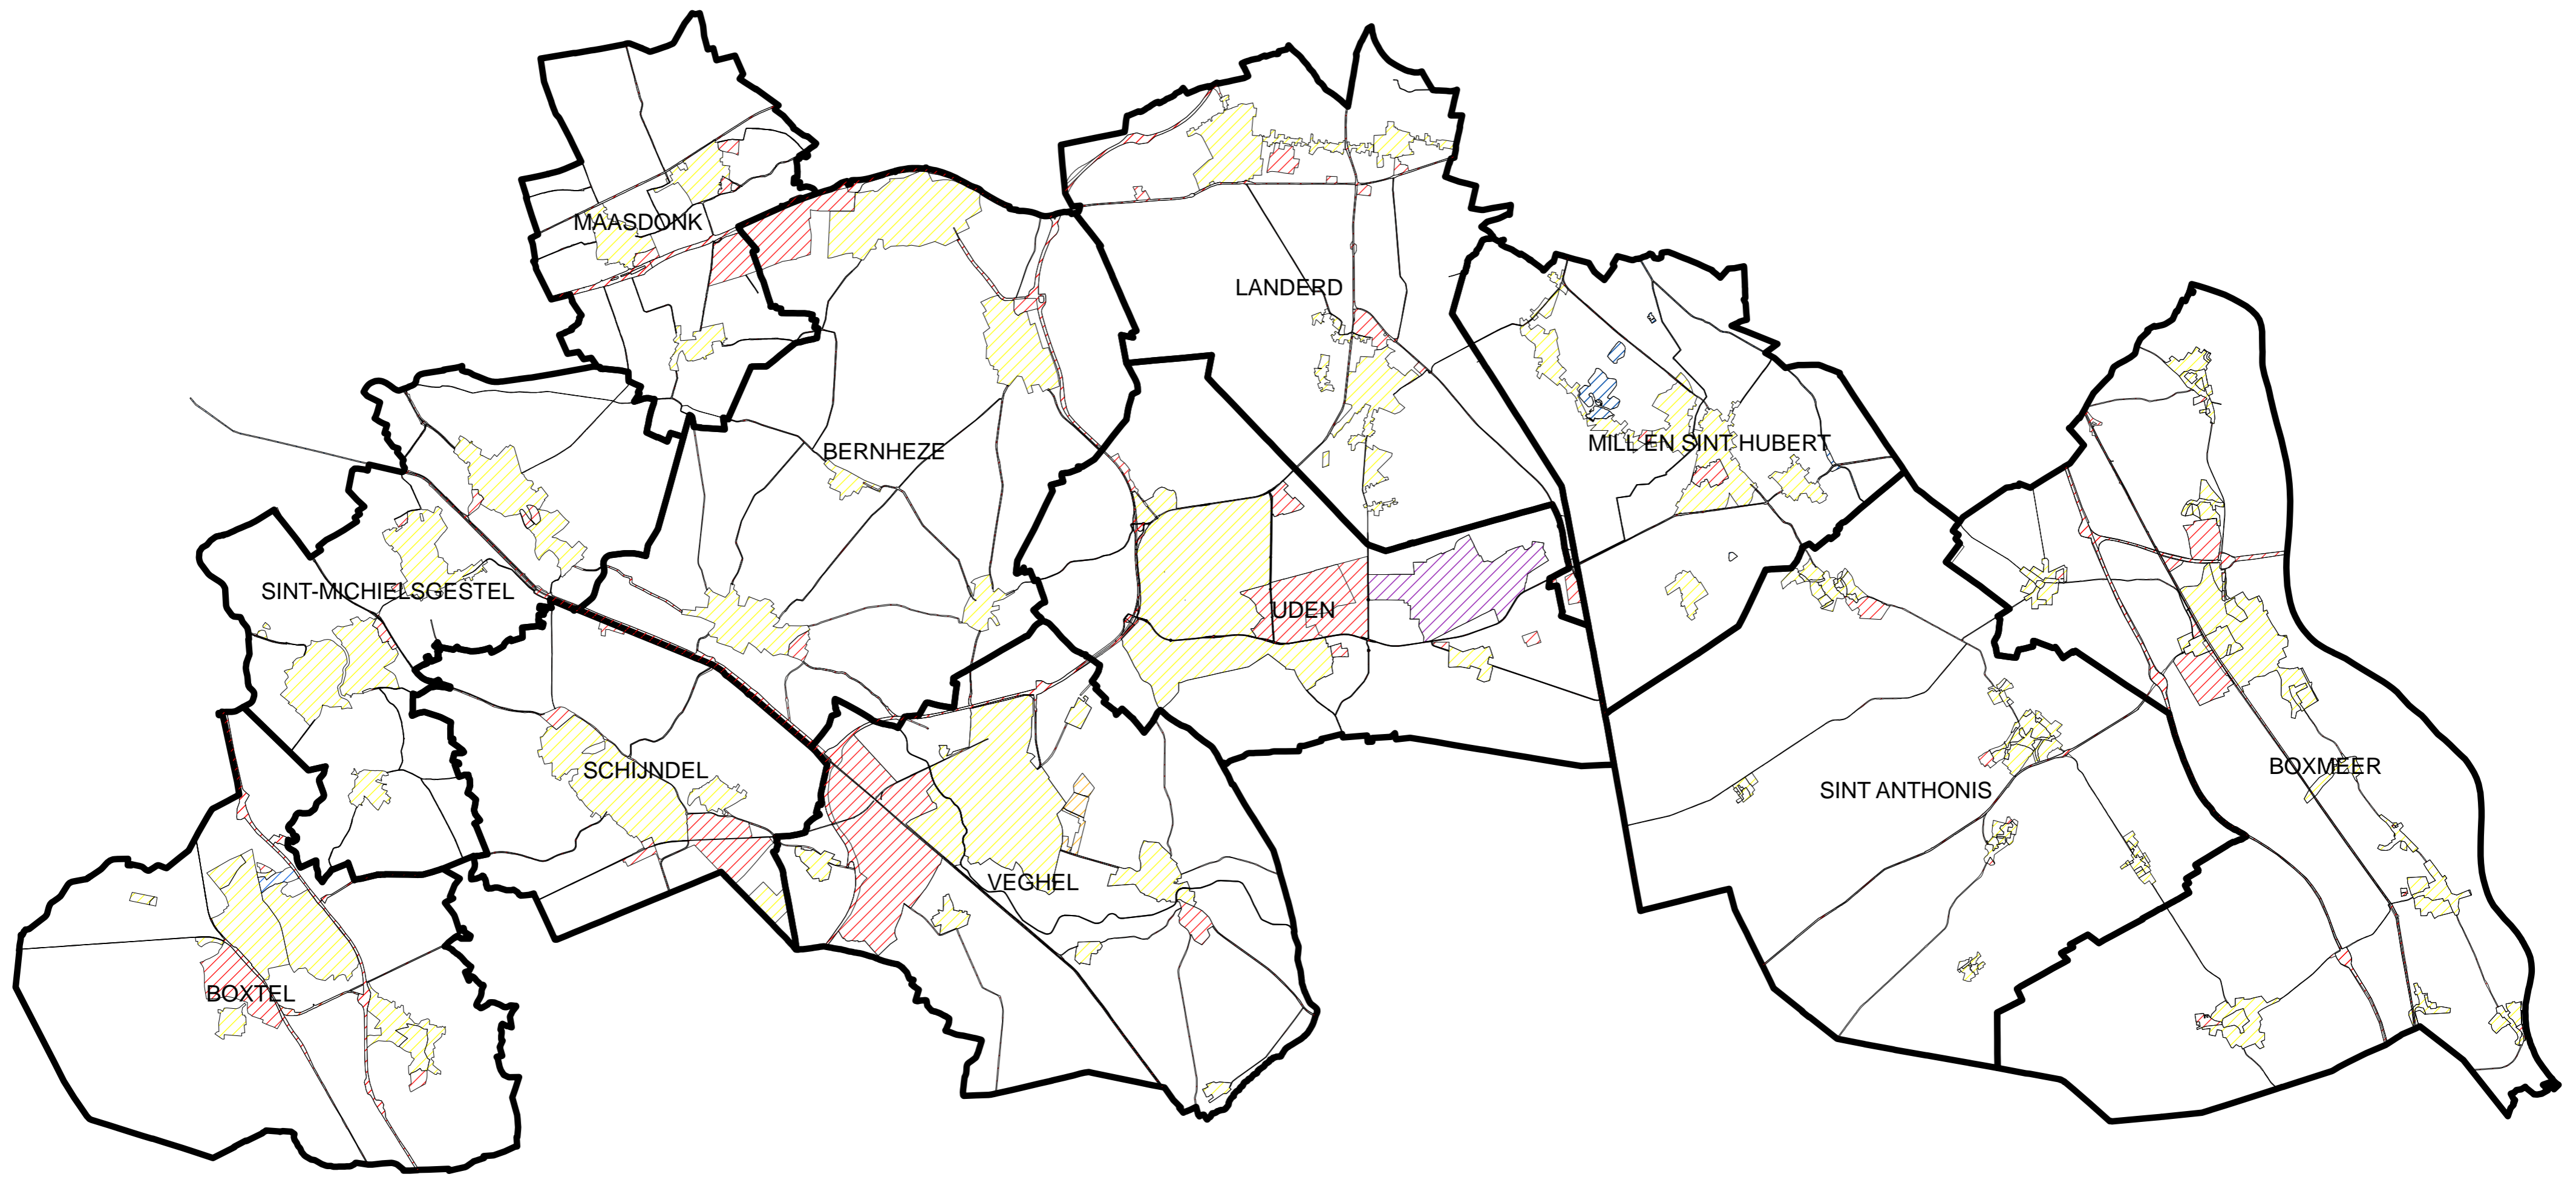 MAASDONK
LANDERD
BERNHEZE
MILL EN SINT HUBERT
SINT-MICHIELSGESTEL
UDEN
SCHIJNDEL
BOXMEER
SINT ANTHONIS
VEGHEL
BOXTEL